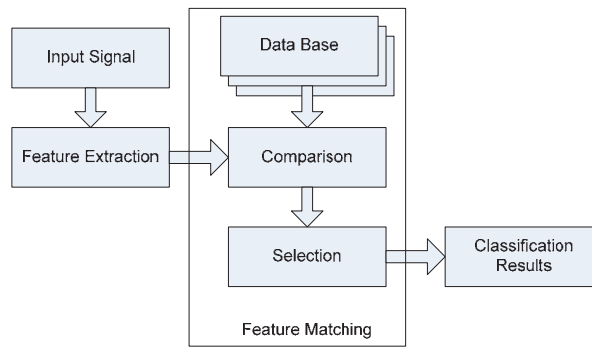 Input Signal
Data Base
Feature Extraction
Comparison
Selection
Classification
Results
Feature Matching